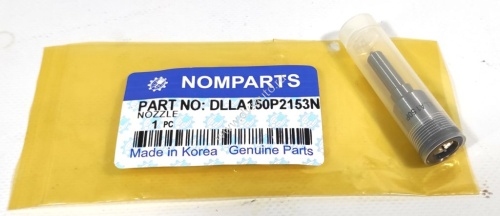 NOMPARTS
PART NO: DLLA150P2153N
NOZZLE
1 PC
Made in Korea Genuine Parts